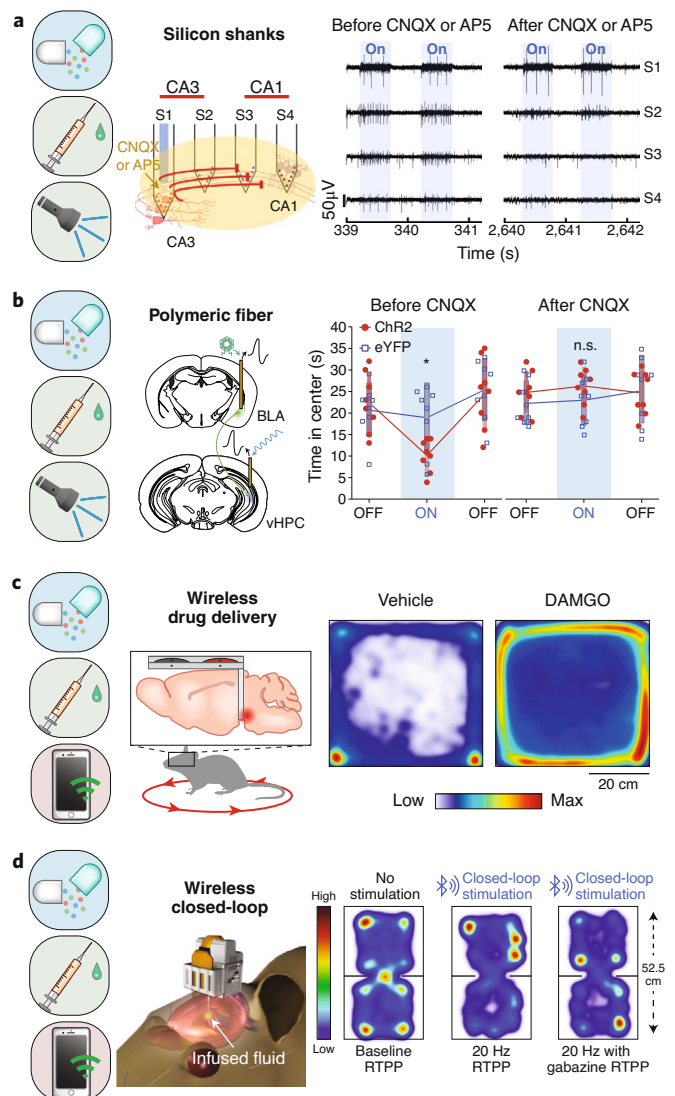 a
Silicon shanks
CA3 CA1
S1 S2 S3 S4
CNQX
or AP5
CA1
CA3
Before CNQX or AP5 After CNQX or AP5
On On On On
S1
S2
S3
S4
50μV
339 340 341 2,640 2,641 2,642
Time (s)
b
Polymeric fiber
BLA
vHPC
Before CNQX After CNQX
ChR2
eYFP
* n.s.
Time in center (s)
40
35
30
25
20
15
10
5
0
OFF ON OFF OFF ON OFF
c
Wireless
drug delivery
Vehicle DAMGO
20 cm
Low Max
d
Wireless
closed-loop
Infused fluid
High
Low
No
stimulation
Closed-loop
stimulation
Closed-loop
stimulation
52.5
cm
Baseline
RTPP
20 Hz
RTPP
20 Hz with
gabazine RTPP